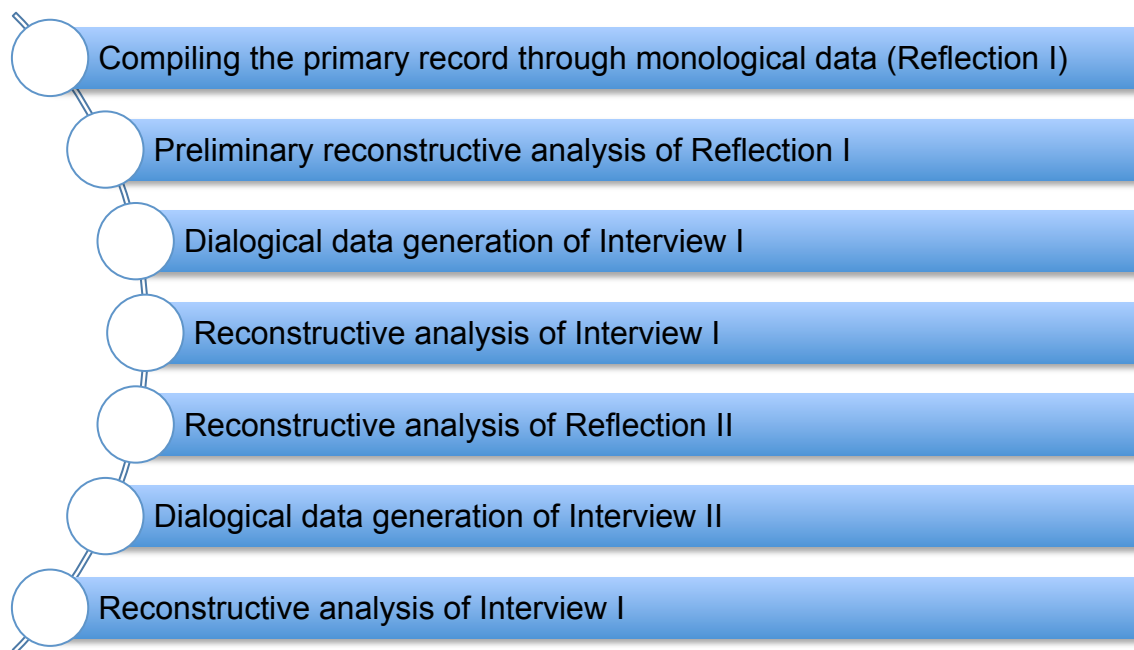 Compiling the primary record through monological data (Reflection I)
Preliminary reconstructive analysis of Reflection I
Dialogical data generation of Interview I
Reconstructive analysis of Interview I
Reconstructive analysis of Reflection II
Dialogical data generation of Interview II
Reconstructive analysis of Interview I